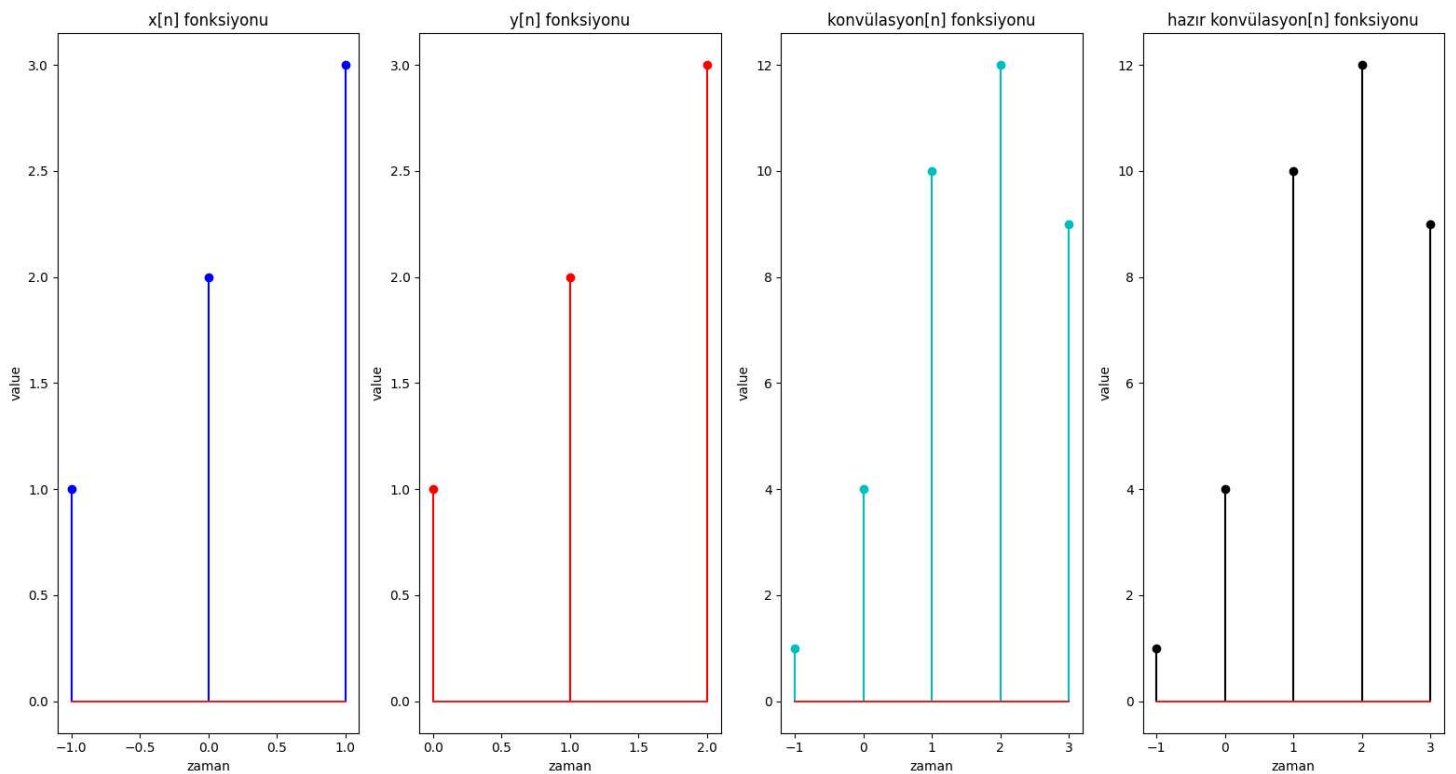 x[n] fonksiyonu
3.0
2.5
2.0
1.5
1.0
0.5
0.0
value
−1.0 −0.5 0.0 0.5 1.0
zaman
y[n] fonksiyonu
3.0
2.5
2.0
1.5
1.0
0.5
0.0
value
0.0 0.5 1.0 1.5 2.0
zaman
konvülasyon[n] fonksiyonu
12
10
8
6
4
2
0
value
−1 0 1 2 3
zaman
hazır konvülasyon[n] fonksiyonu
12
10
8
6
4
2
0
value
−1 0 1 2 3
zaman